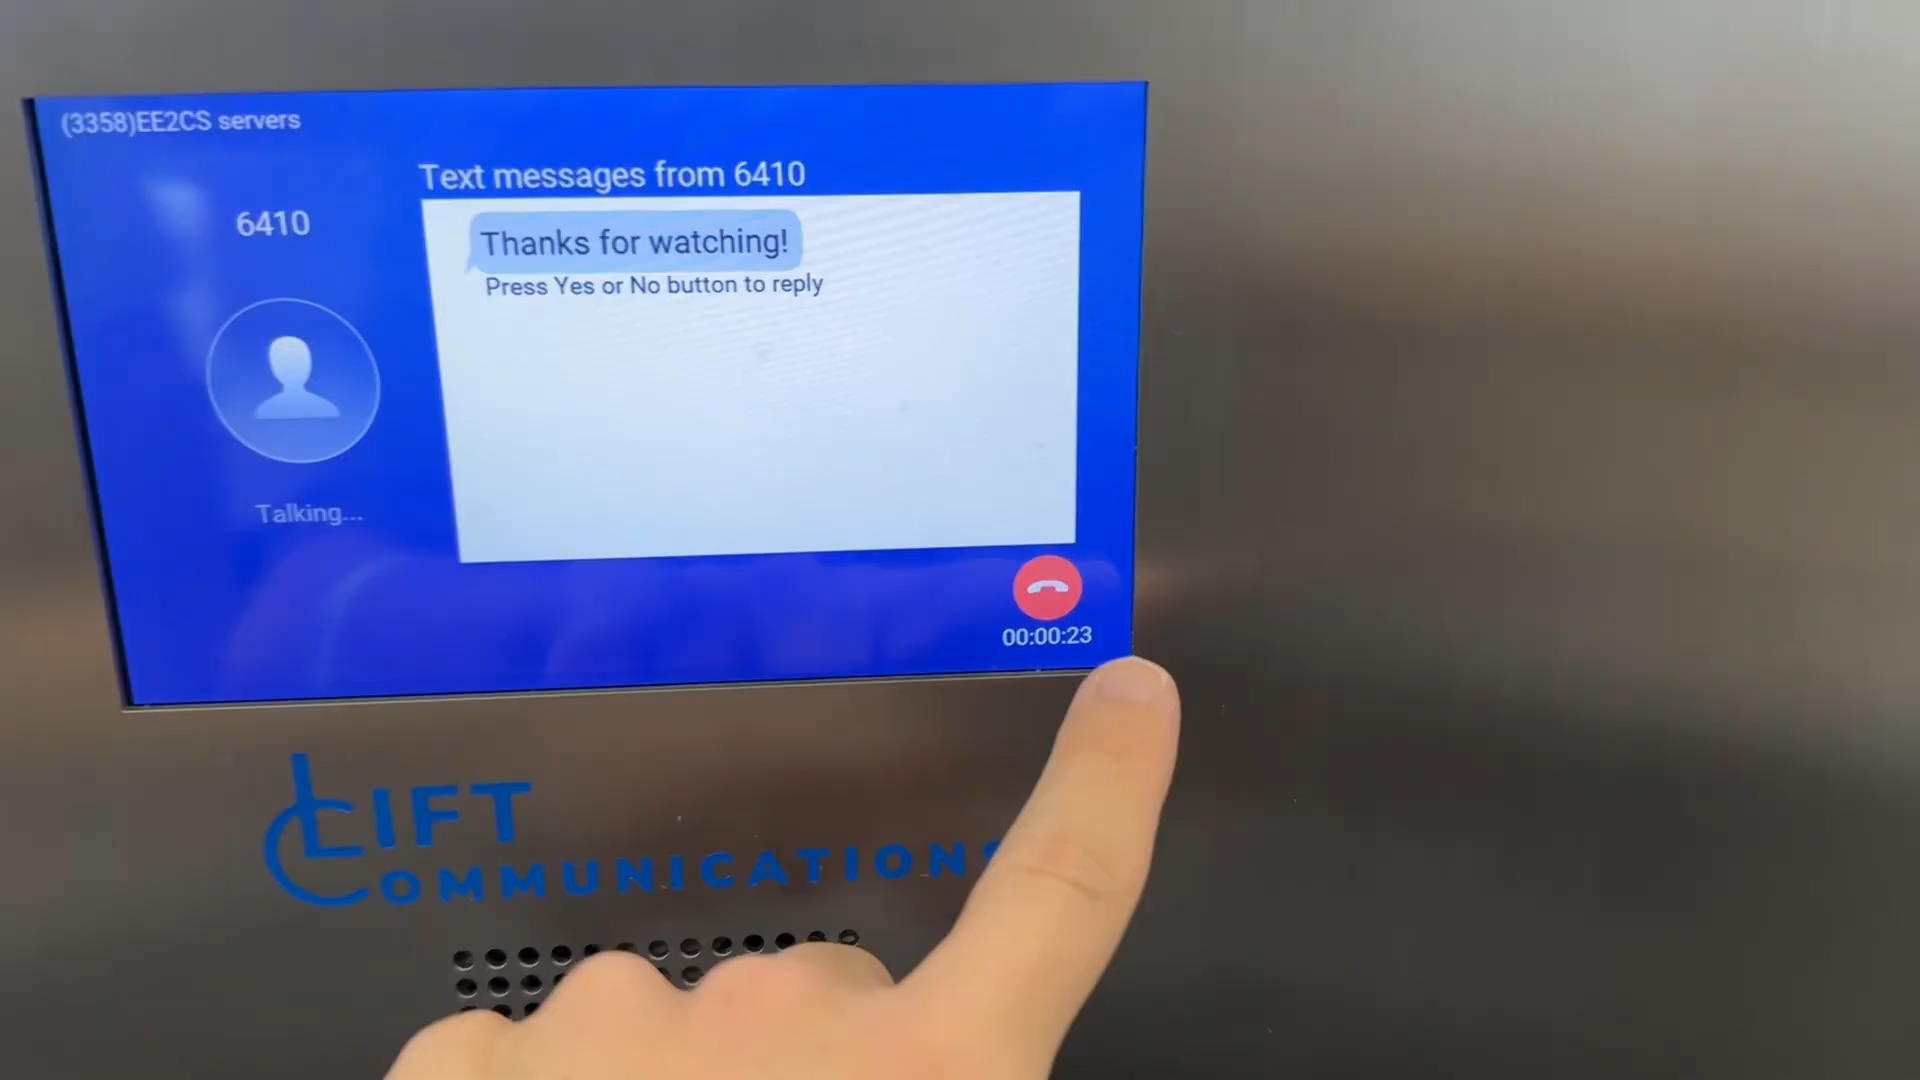 (3358)EE2CS servers
Text messages from 6410
6410
Thanks for watching!
Press Yes or No button to reply
Talking...
00:00:23
LIFT
COMMUNICATIONS